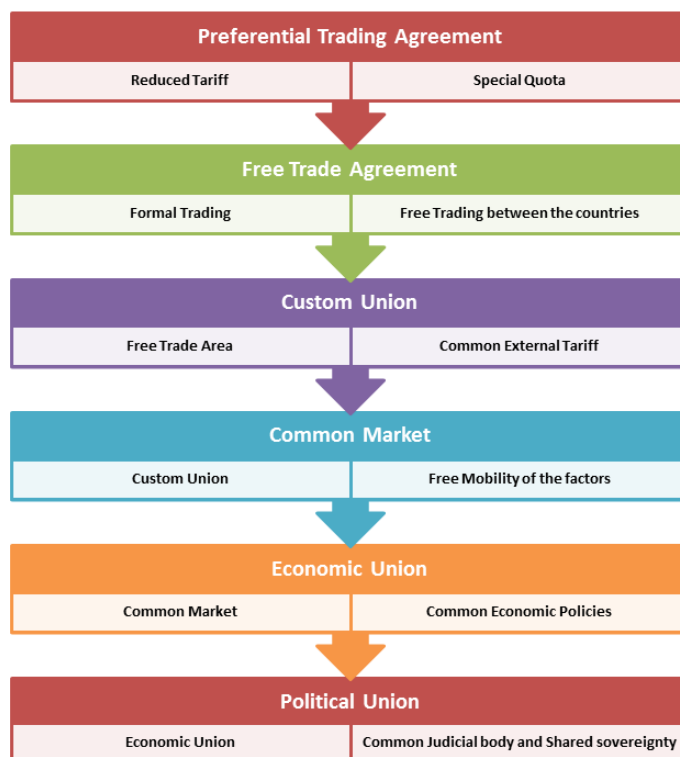 Preferential Trading Agreement
Reduced Tariff
Special Quota
Free Trade Agreement
Formal Trading
Free Trading between the countries
Custom Union
Free Trade Area
Common External Tariff
Common Market
Custom Union
Free Mobility of the factors
Economic Union
Common Market
Common Economic Policies
Political Union
Economic Union
Common Judicial body and Shared sovereignty